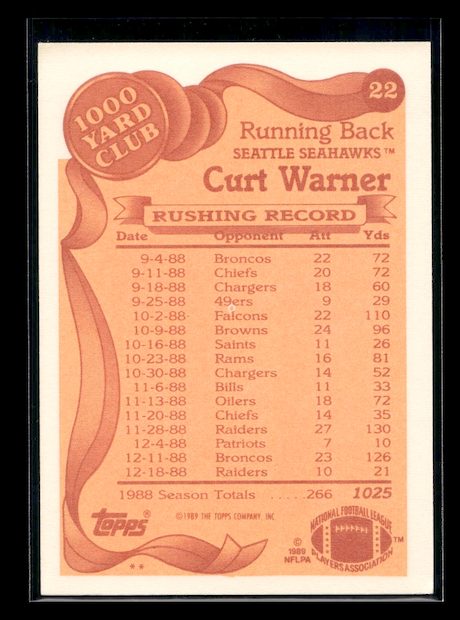 1000
YARD
CLUB
22
Running Back
SEATTLE SEAHAWKS™
Curt Warner
RUSHING RECORD
Date Opponent Att Yds
9-4-88 Broncos 22 72
9-11-88 Chiefs 20 72
9-18-88 Chargers 18 60
9-25-88 49ers 9 29
10-2-88 Falcons 22 110
10-9-88 Browns 24 96
10-16-88 Saints 11 26
10-23-88 Rams 16 81
10-30-88 Chargers 14 52
11-6-88 Bills 11 33
11-13-88 Oilers 18 72
11-20-88 Chiefs 14 35
11-28-88 Raiders 27 130
12-4-88 Patriots 7 10
12-11-88 Broncos 23 126
12-18-88 Raiders 10 21
1988 Season Totals .....266 1025
topps®
©1989 THE TOPPS COMPANY, INC
**
©
1989
NFLPA
NATIONAL FOOTBALL LEAGUE
PLAYERS ASSOCIATION
™